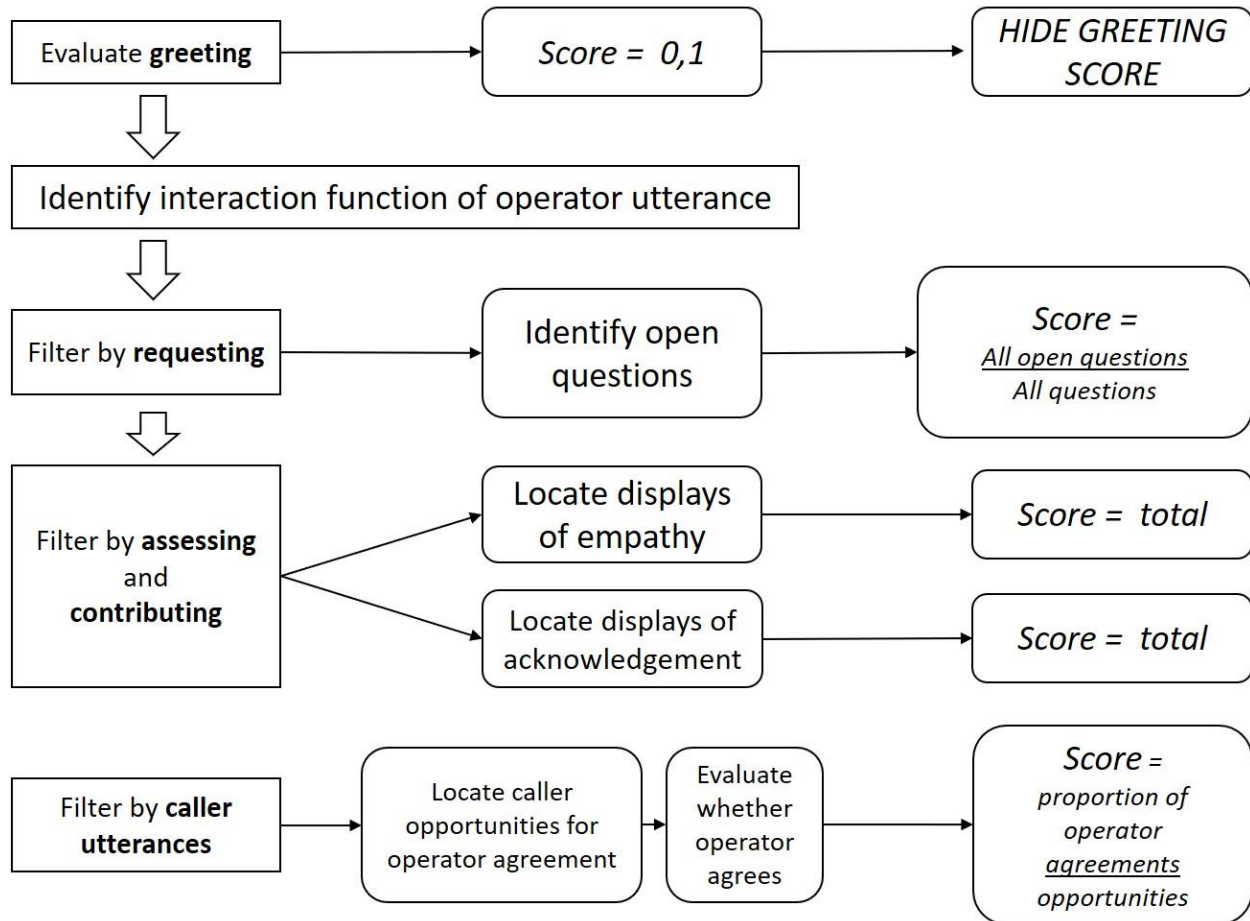 Evaluate greeting
Score = 0,1
HIDE GREETING
SCORE
Identify interaction function of operator utterance
Filter by requesting
Identify open
questions
Score =
All open questions
All questions
Filter by assessing
and
contributing
Locate displays
of empathy
Score = total
Locate displays of
acknowledgement
Score = total
Filter by caller
utterances
Locate caller
opportunities for
operator agreement
Evaluate
whether
operator
agrees
Score =
proportion of
operator
agreements
opportunities